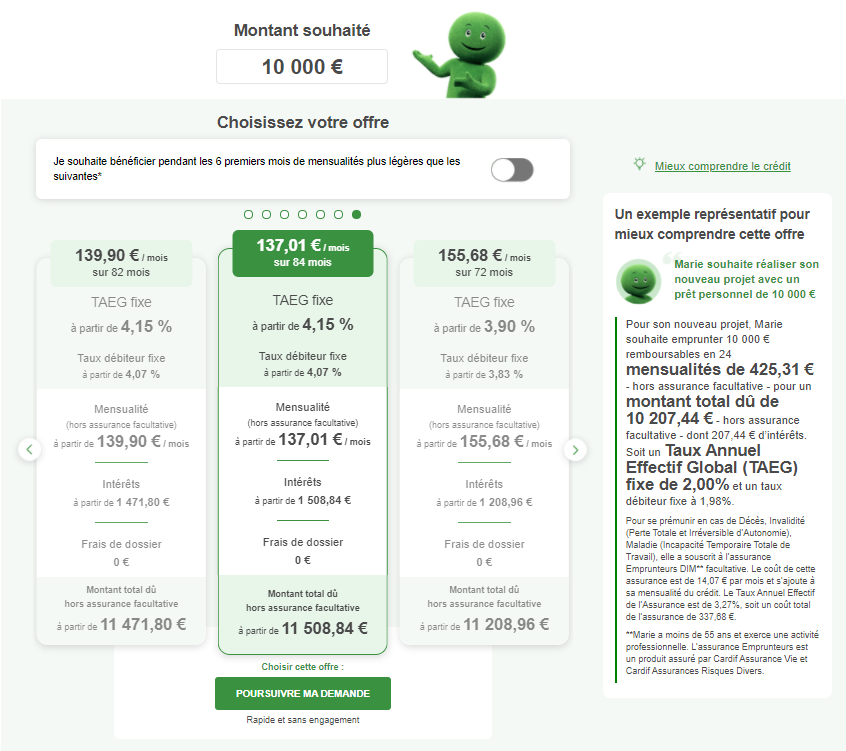 Montant souhaité
10 000 €
Choisissez votre offre
Je souhaite bénéficier pendant les 6 premiers mois de mensualités plus légères que les
suivantes*
139,90 € / mois
sur 82 mois
TAEG fixe
à partir de 4,15 %
Taux débiteur fixe
à partir de 4,07 %
Mensualité
(hors assurance facultative)
à partir de 139,90 € / mois
Intérêts
à partir de 1 471,80 €
Frais de dossier
0 €
Montant total dû
hors assurance facultative
à partir de 11 471,80 €
137,01 € / mois
sur 84 mois
TAEG fixe
à partir de 4,15 %
Taux débiteur fixe
à partir de 4,07 %
Mensualité
(hors assurance facultative)
à partir de 137,01 € / mois
Intérêts
à partir de 1 508,84 €
Frais de dossier
0 €
Montant total dû
hors assurance facultative
à partir de 11 508,84 €
155,68 € / mois
sur 72 mois
TAEG fixe
à partir de 3,90 %
Taux débiteur fixe
à partir de 3,83 %
Mensualité
(hors assurance facultative)
à partir de 155,68 € / mois
Intérêts
à partir de 1 208,96 €
Frais de dossier
0 €
Montant total dû
hors assurance facultative
à partir de 11 208,96 €
Choisir cette offre :
POURSUIVRE MA DEMANDE
Rapide et sans engagement
Mieux comprendre le crédit
Un exemple représentatif pour
mieux comprendre cette offre
“ Marie souhaite réaliser son
nouveau projet avec un
prêt personnel de 10 000 €
Pour son nouveau projet, Marie
souhaite emprunter 10 000 €
remboursables en 24
mensualités de 425,31 €
- hors assurance facultative - pour un
montant total dû de
10 207,44 € - hors assurance
facultative - dont 207,44 € d'intérêts.
Soit un Taux Annuel
Effectif Global (TAEG)
fixe de 2,00% et un taux
débiteur fixe à 1,98%.
Pour se prémunir en cas de Décès, Invalidité
(Perte Totale et Irréversible d'Autonomie),
Maladie (Incapacité Temporaire Totale de
Travail), elle a souscrit à l'assurance
Emprunteurs DIM** facultative. Le coût de cette
assurance est de 14,07 € par mois et s'ajoute à
sa mensualité du crédit. Le Taux Annuel Effectif
de l'Assurance est de 3,27%, soit un coût total
de l'assurance de 337,68 €.
**Marie a moins de 55 ans et exerce une activité
professionnelle. L'assurance Emprunteurs est
un produit assuré par Cardif Assurance Vie et
Cardif Assurances Risques Divers.